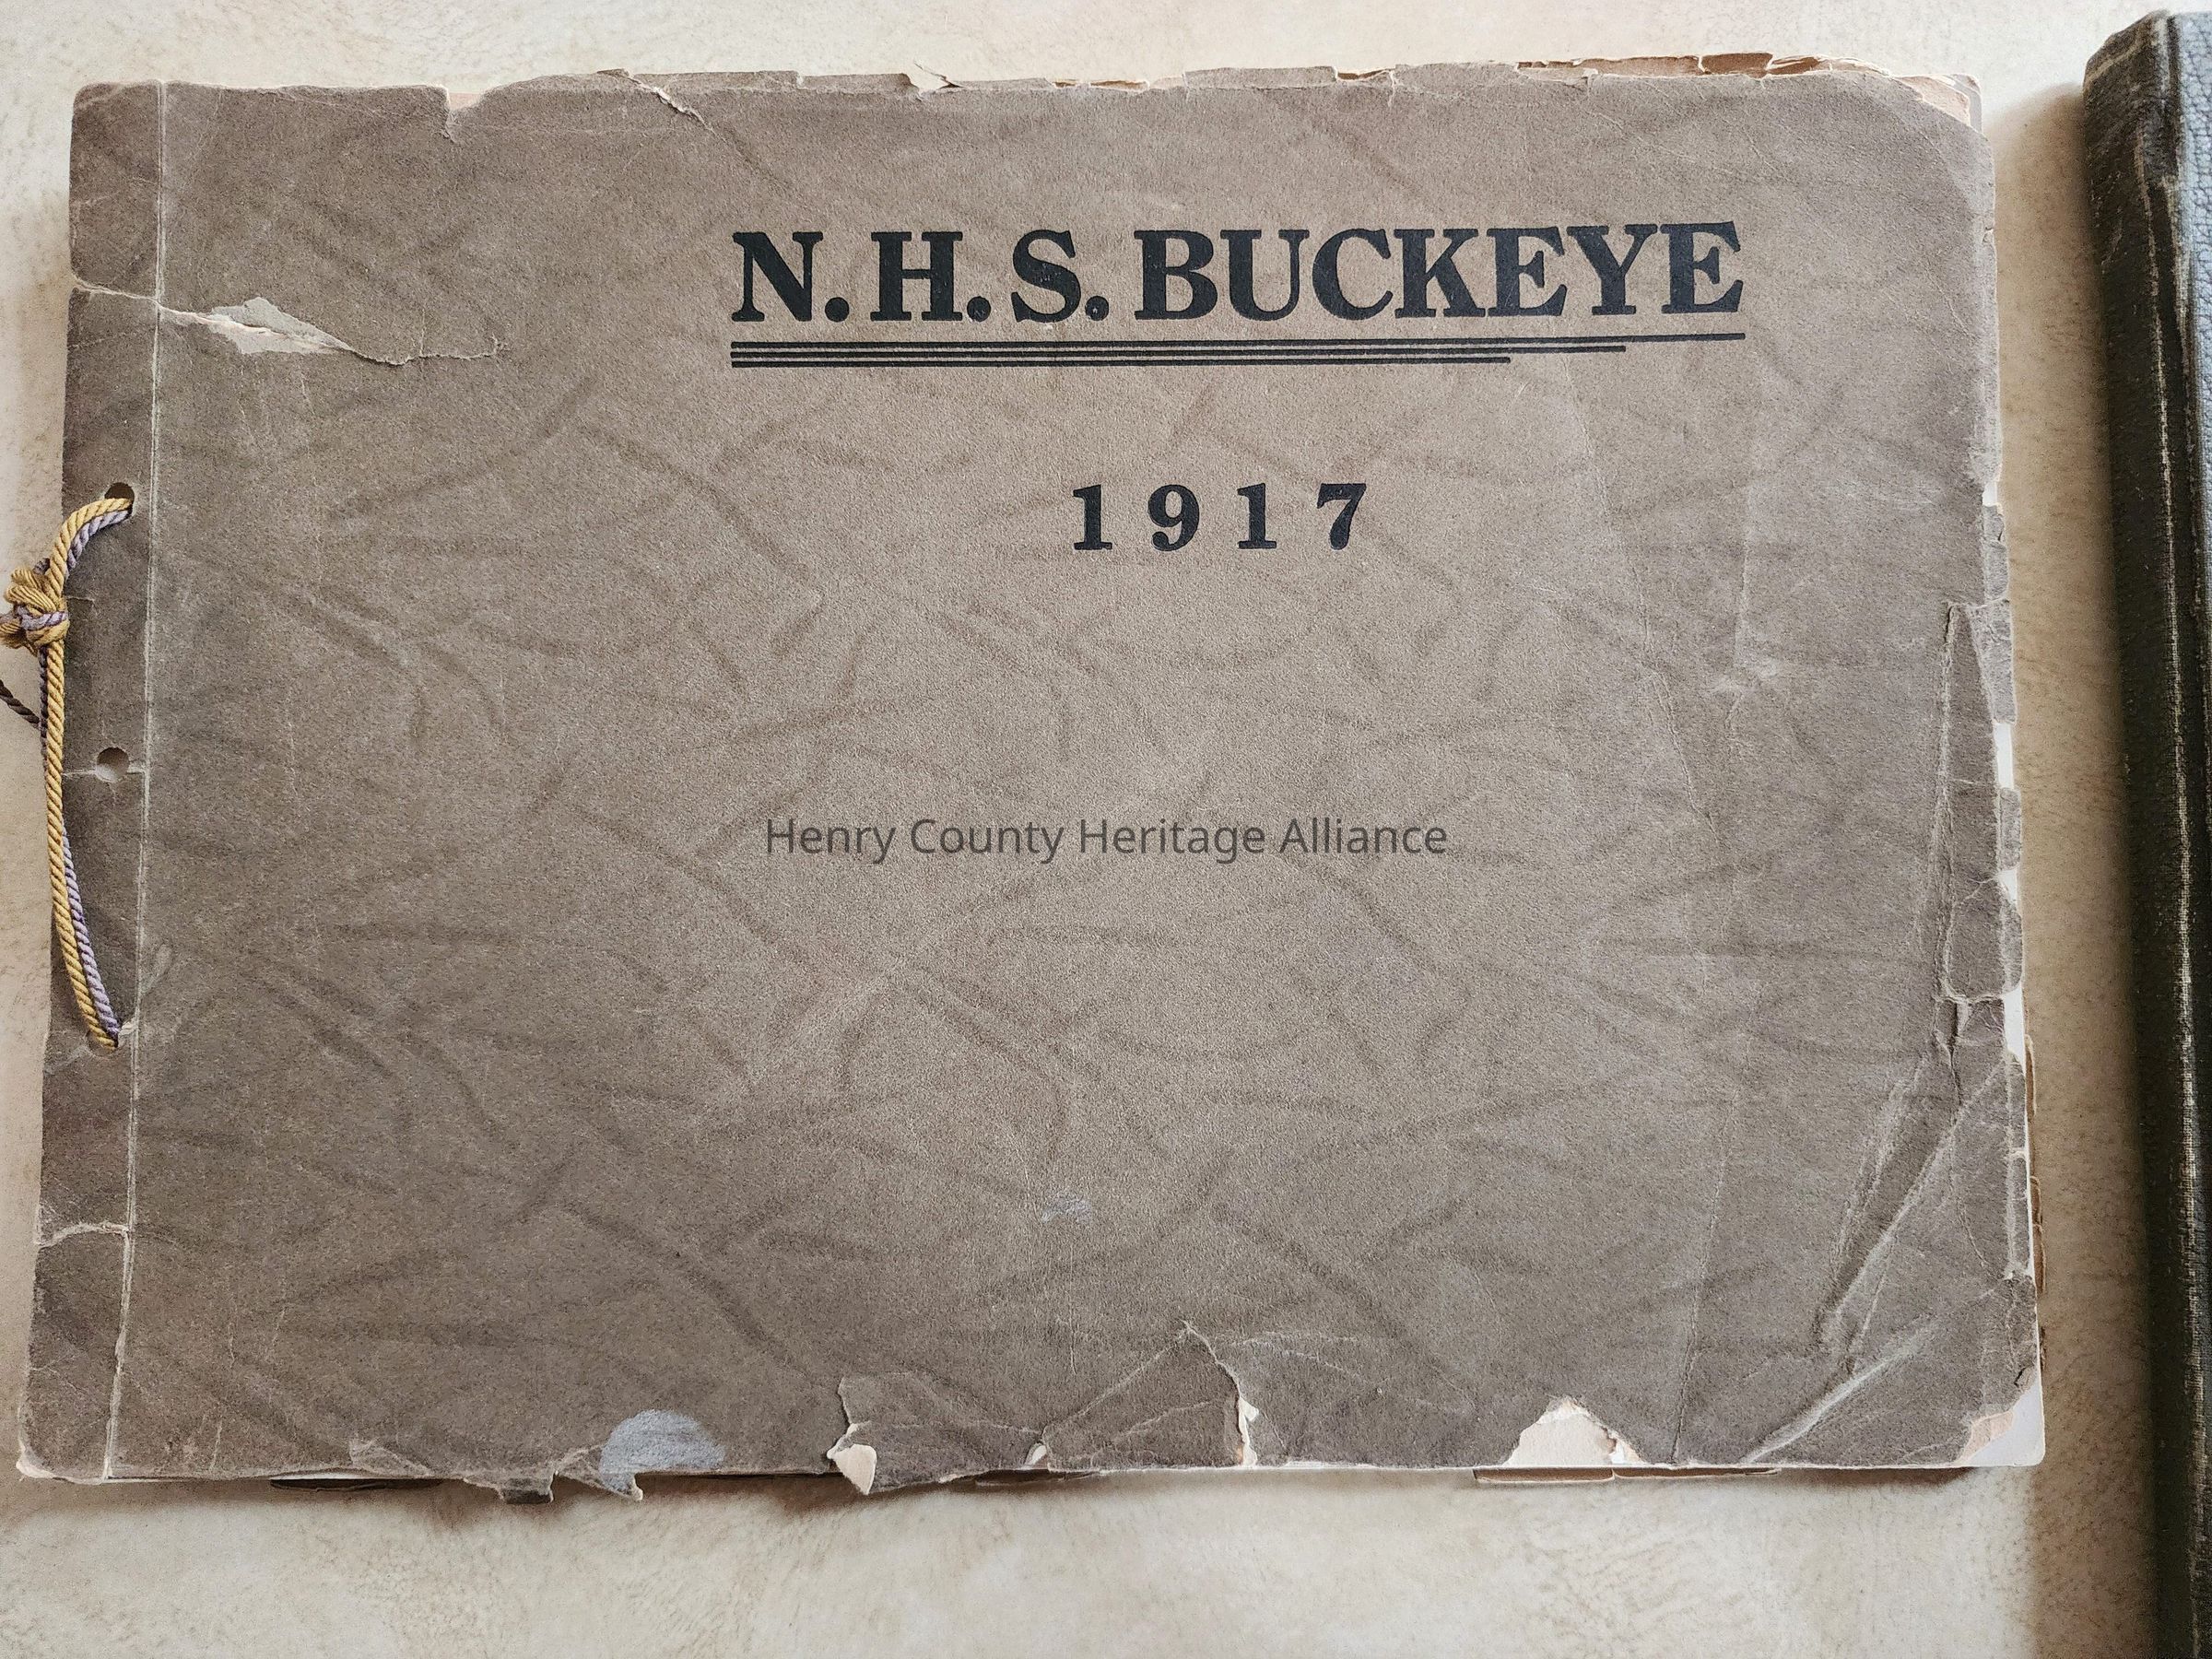 N. H. S. BUCKEYE
1917
Henry County Heritage Alliance